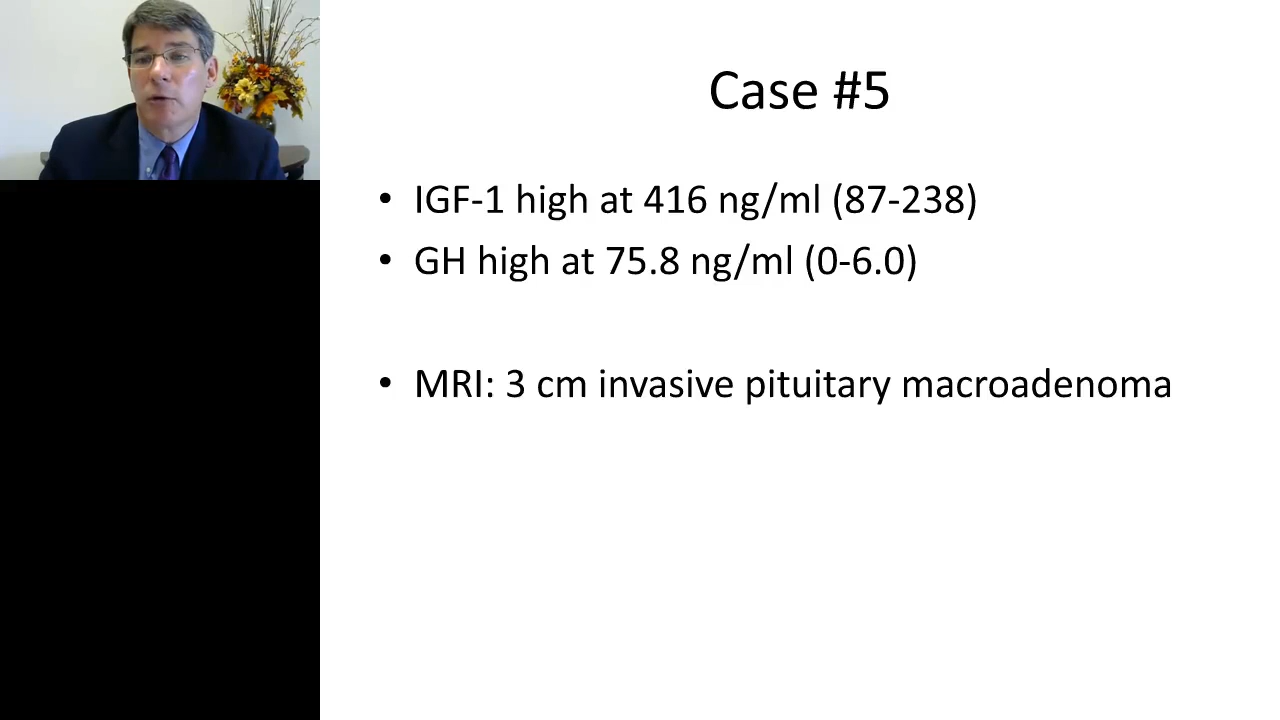 Case #5
• IGF-1 high at 416 ng/ml (87-238)
• GH high at 75.8 ng/ml (0-6.0)
• MRI: 3 cm invasive pituitary macroadenoma